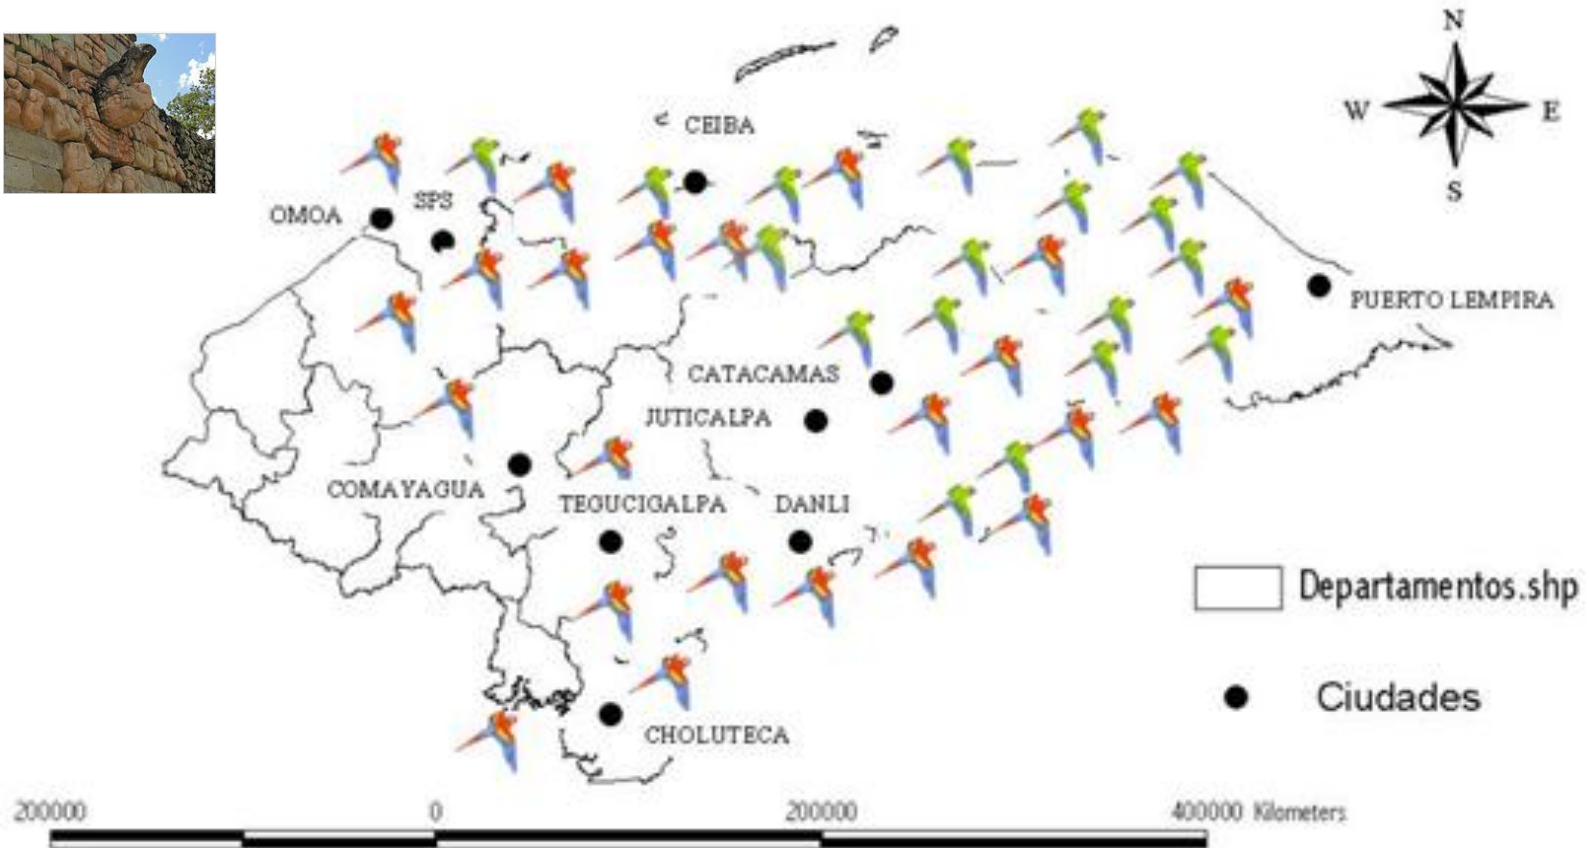 N
W E
S
CEIBA
SPS
OMOA
PUERTO LEMPIRA
CATACAMAS
JUTICALPA
COMAYAGUA
TEGUCIGALPA
DANLI
Departamentos.shp
Ciudades
CHOLUTECA
200000 0 200000 400000 Kilometers